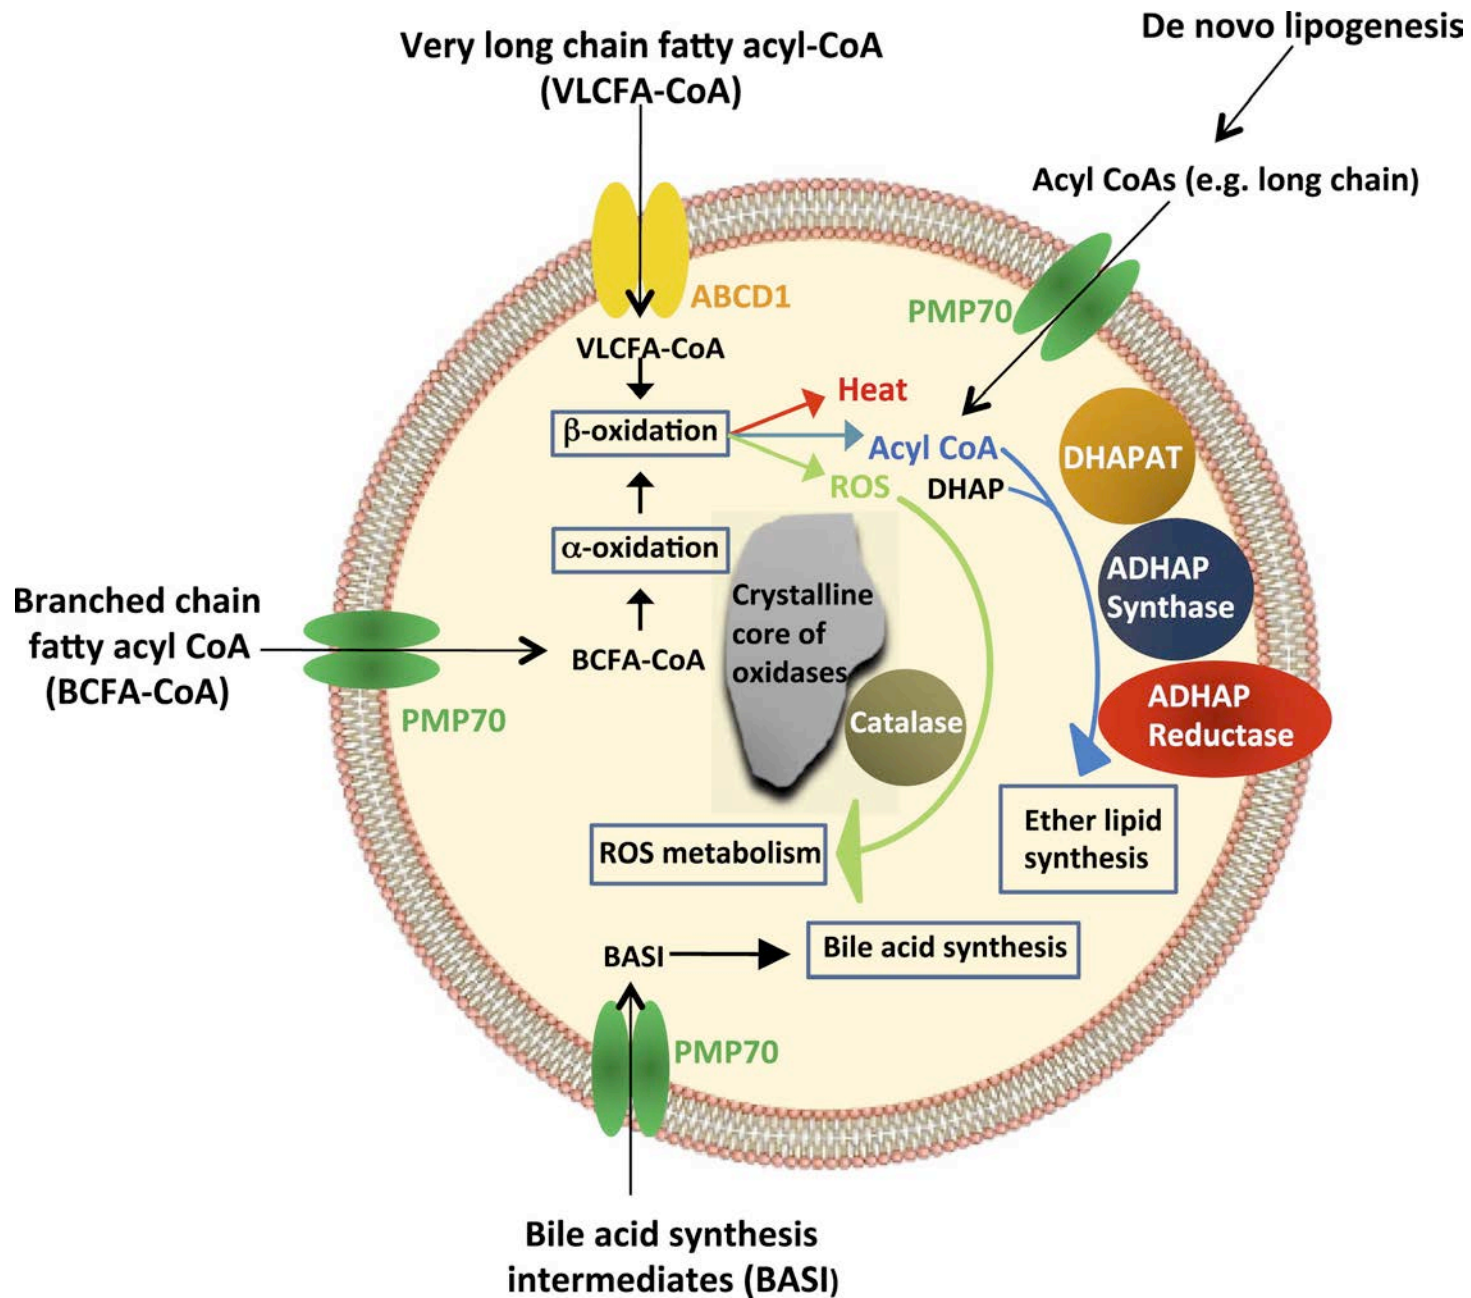 De novo lipogenesis
Very long chain fatty acyl-CoA
(VLCFA-CoA)
Acyl CoAs (e.g. long chain)
ABCD1
PMP70
VLCFA-CoA
Heat
β-oxidation
Acyl CoA
DHAPAT
ROS
DHAP
α-oxidation
ADHAP
Synthase
Crystalline
core of
oxidases
Branched chain
fatty acyl CoA
(BCFA-CoA)
BCFA-CoA
PMP70
Catalase
ADHAP
Reductase
Ether lipid
synthesis
ROS metabolism
BASI
Bile acid synthesis
PMP70
Bile acid synthesis
intermediates (BASI)